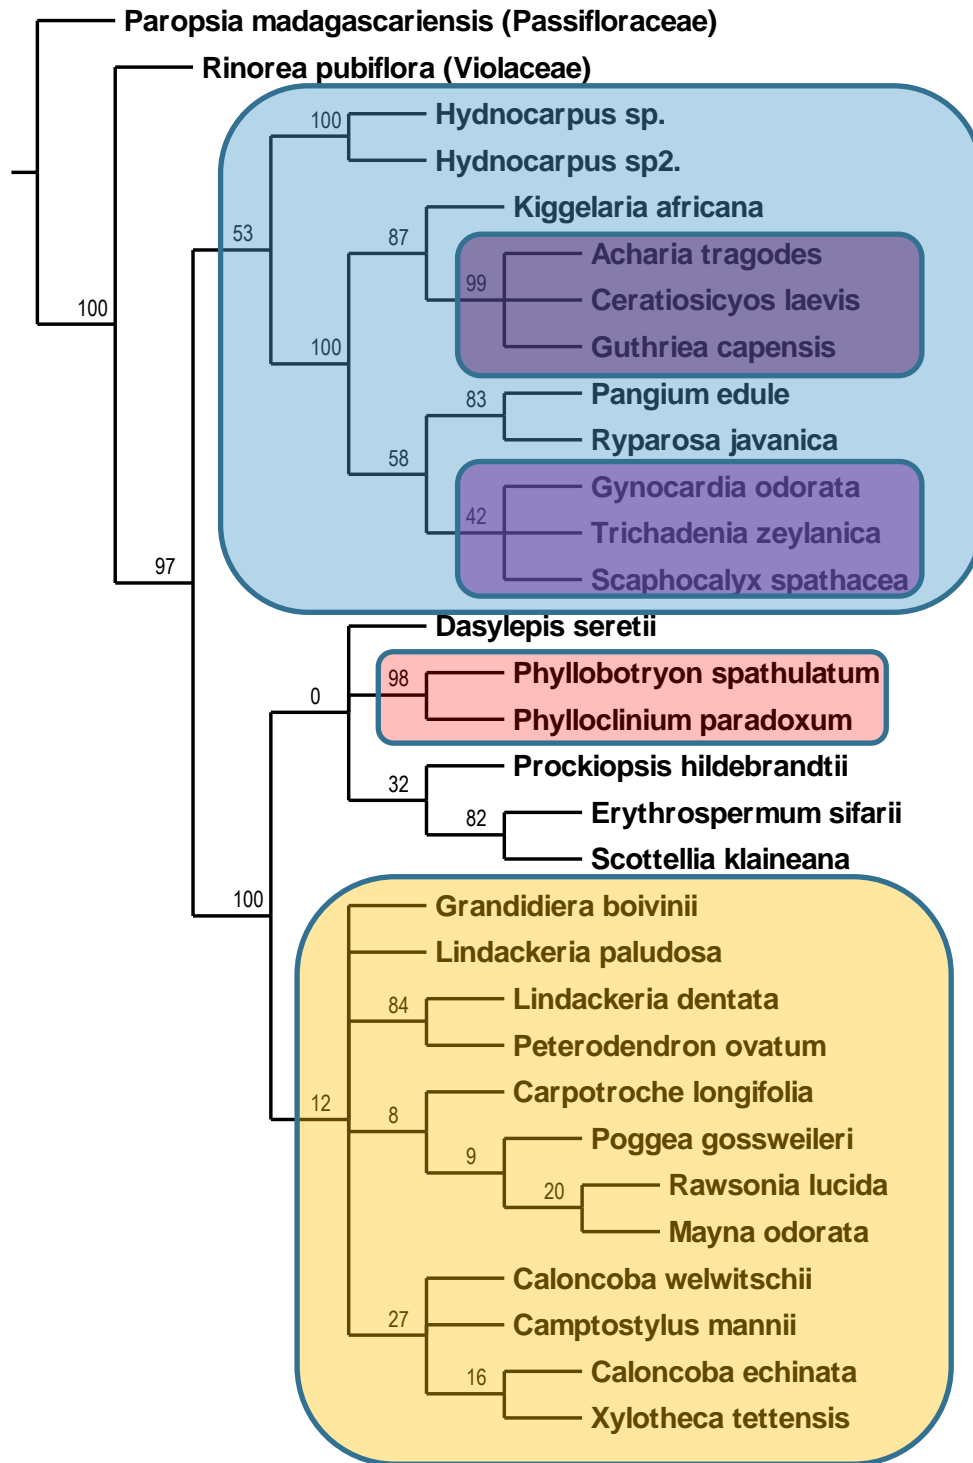 Paropsia madagascariensis (Passifloraceae)
Rinorea pubiflora (Violaceae)
Hydnocarpus sp.
100
Hydnocarpus sp2.
Kiggelaria africana
53
87
Acharia tragodes
99
Ceratiosicyos laevis
100
Guthriea capensis
100
Pangium edule
83
Ryparosa javanica
58
Gynocardia odorata
42
Trichadenia zeylanica
97
Scaphocalyx spathacea
Dasylepis seretii
98
Phyllobotryon spathulatum
0
Phylloclinium paradoxum
Prockiopsis hildebrandtii
32
Erythrospermum sifarii
82
Scottellia klaineana
100
Grandidiera boivinii
Lindackeria paludosa
Lindackeria dentata
84
Peterodendron ovatum
Carpotroche longifolia
12
8
Poggea gossweileri
9
Rawsonia lucida
20
Mayna odorata
Caloncoba welwitschii
27
Camptostylus mannii
Caloncoba echinata
16
Xylotheca tettensis